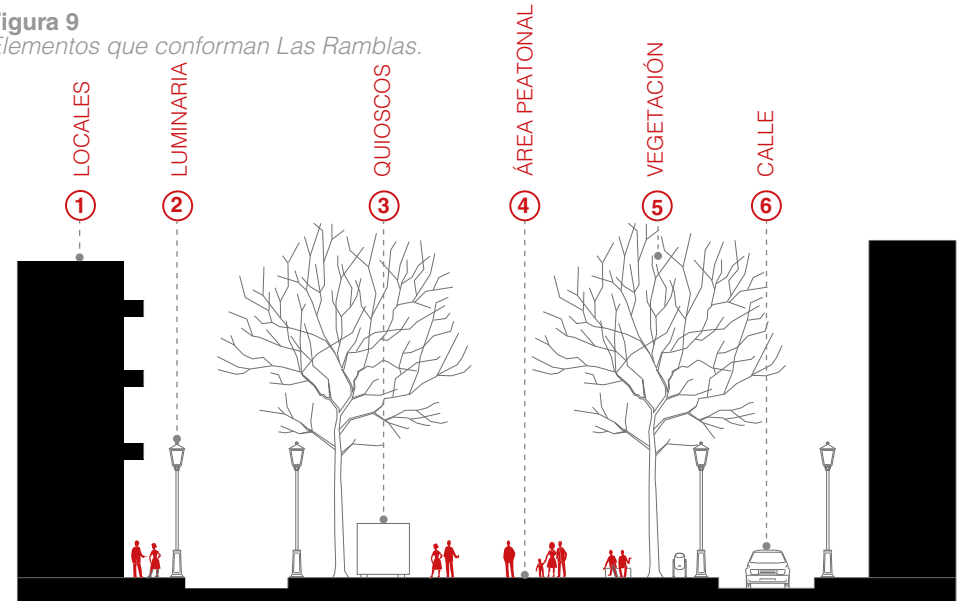 igura 9
Elementos que conforman Las Ramblas.
LOCALES
LUMINARIA
QUIOSCOS
ÁREA PEATONAL
VEGETACIÓN
CALLE
1
2
3
4
5
6